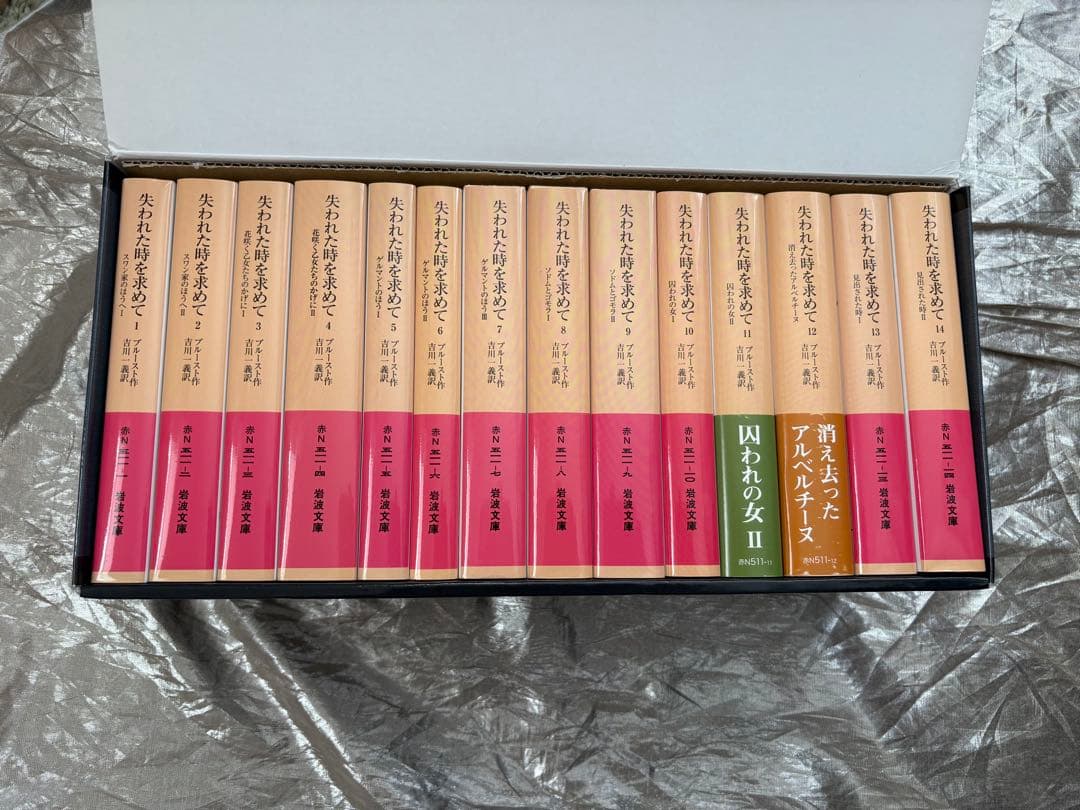 失われた時を求めて 1
スワン家のほうへ I
プルースト作
吉川一義訳
赤N五一一-一 岩波文庫
失われた時を求めて 2
スワン家のほうへ II
プルースト作
吉川一義訳
赤N五一一-二 岩波文庫
失われた時を求めて 3
花咲く乙女たちのかげに I
プルースト作
吉川一義訳
赤N五一一-三 岩波文庫
失われた時を求めて 4
花咲く乙女たちのかげに II
プルースト作
吉川一義訳
赤N五一一-四 岩波文庫
失われた時を求めて 5
ゲルマントのほう I
プルースト作
吉川一義訳
赤N五一一-五 岩波文庫
失われた時を求めて 6
ゲルマントのほう II
プルースト作
吉川一義訳
赤N五一一-六 岩波文庫
失われた時を求めて 7
ゲルマントのほう III
プルースト作
吉川一義訳
赤N五一一-七 岩波文庫
失われた時を求めて 8
ソドムとゴモラ I
プルースト作
吉川一義訳
赤N五一一-八 岩波文庫
失われた時を求めて 9
ソドムとゴモラ II
プルースト作
吉川一義訳
赤N五一一-九 岩波文庫
失われた時を求めて 10
囚われの女 I
プルースト作
吉川一義訳
赤N五一一-一〇 岩波文庫
失われた時を求めて 11
囚われの女 II
プルースト作
吉川一義訳
囚われの女 II
赤N511-11
失われた時を求めて 12
消え去ったアルベルチーヌ
プルースト作
吉川一義訳
消え去った
アルベルチーヌ
赤N511-12
失われた時を求めて 13
見出された時 I
プルースト作
吉川一義訳
赤N五一一-一三 岩波文庫
失われた時を求めて 14
見出された時 II
プルースト作
吉川一義訳
赤N五一一-一四 岩波文庫